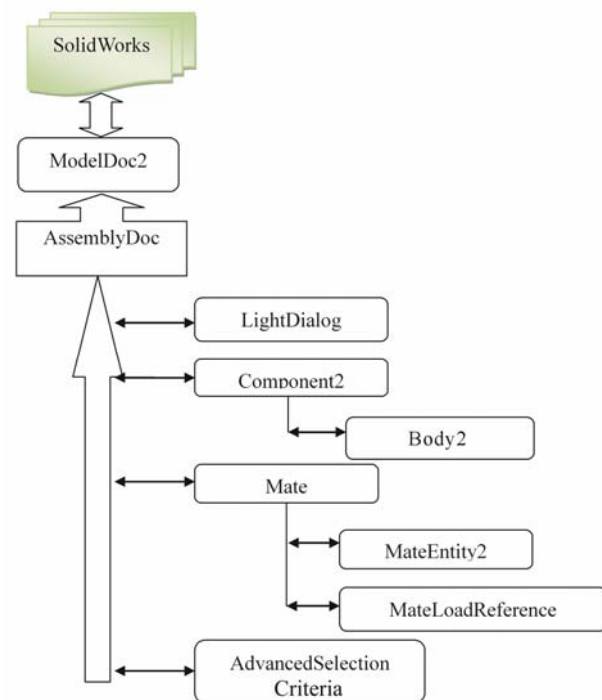 SolidWorks
ModelDoc2
AssemblyDoc
LightDialog
Component2
Body2
Mate
MateEntity2
MateLoadReference
AdvancedSelection
Criteria